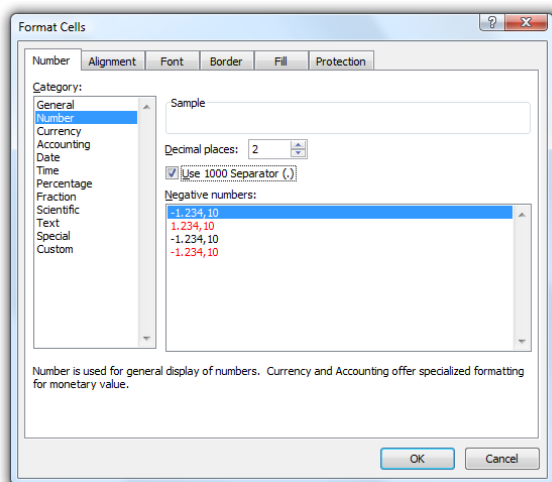 Format Cells
Number Alignment Font Border Fill Protection
Category:
General
Number
Currency
Accounting
Date
Time
Percentage
Fraction
Scientific
Text
Special
Custom
Sample
Decimal places: 2
Use 1000 Separator (.)
Negative numbers:
-1.234,10
1.234,10
-1.234,10
-1.234,10
Number is used for general display of numbers. Currency and Accounting offer specialized formatting
for monetary value.
OK Cancel